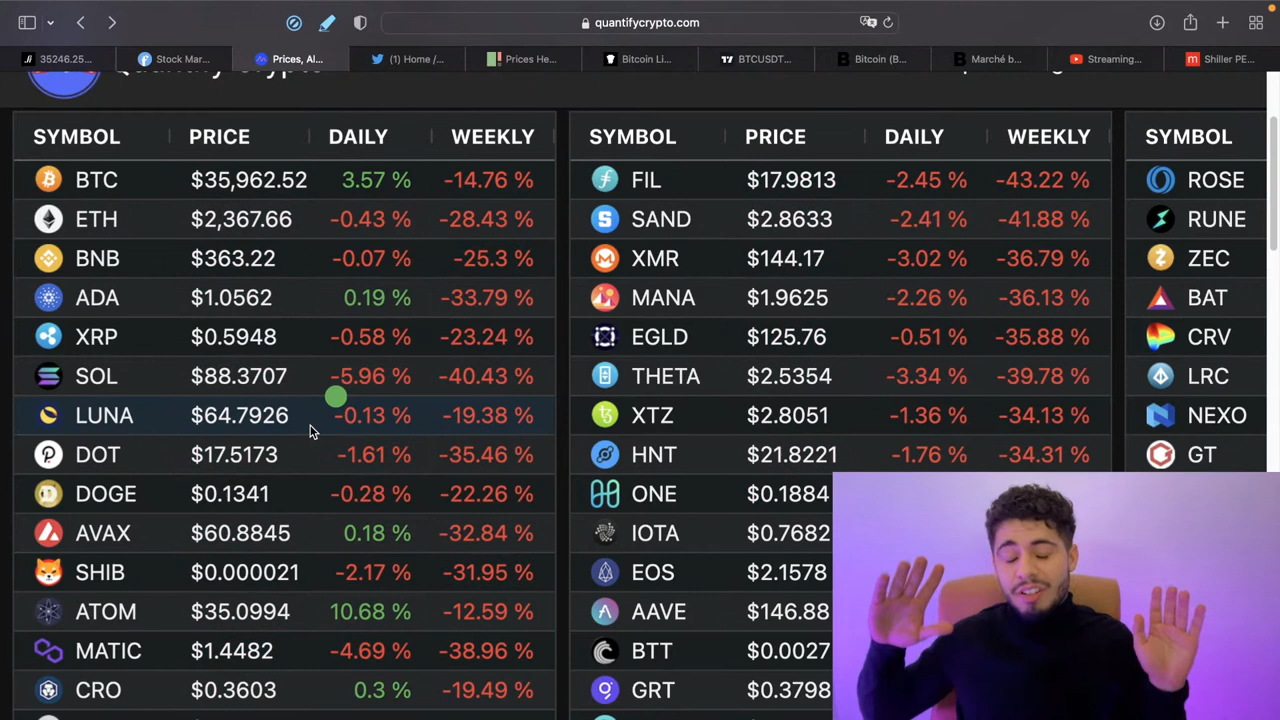 quantifycrypto.com
35246.25...
Stock Mar...
Prices, Al...
(1) Home /...
Prices He...
Bitcoin Li...
BTCUSDT...
Bitcoin (B...
Marché b...
Streaming...
Shiller PE...
SYMBOL PRICE DAILY WEEKLY SYMBOL PRICE DAILY WEEKLY SYMBOL
BTC $35,962.52 3.57 % -14.76 % FIL $17.9813 -2.45 % -43.22 % ROSE
ETH $2,367.66 -0.43 % -28.43 % SAND $2.8633 -2.41 % -41.88 % RUNE
BNB $363.22 -0.07 % -25.3 % XMR $144.17 -3.02 % -36.79 % ZEC
ADA $1.0562 0.19 % -33.79 % MANA $1.9625 -2.26 % -36.13 % BAT
XRP $0.5948 -0.58 % -23.24 % EGLD $125.76 -0.51 % -35.88 % CRV
SOL $88.3707 -5.96 % -40.43 % THETA $2.5354 -3.34 % -39.78 % LRC
LUNA $64.7926 -0.13 % -19.38 % XTZ $2.8051 -1.36 % -34.13 % NEXO
DOT $17.5173 -1.61 % -35.46 % HNT $21.8221 -1.76 % -34.31 % GT
DOGE $0.1341 -0.28 % -22.26 % ONE $0.1884
AVAX $60.8845 0.18 % -32.84 % IOTA $0.7682
SHIB $0.000021 -2.17 % -31.95 % EOS $2.1578
ATOM $35.0994 10.68 % -12.59 % AAVE $146.88
MATIC $1.4482 -4.69 % -38.96 % BTT $0.0027
CRO $0.3603 0.3 % -19.49 % GRT $0.3798